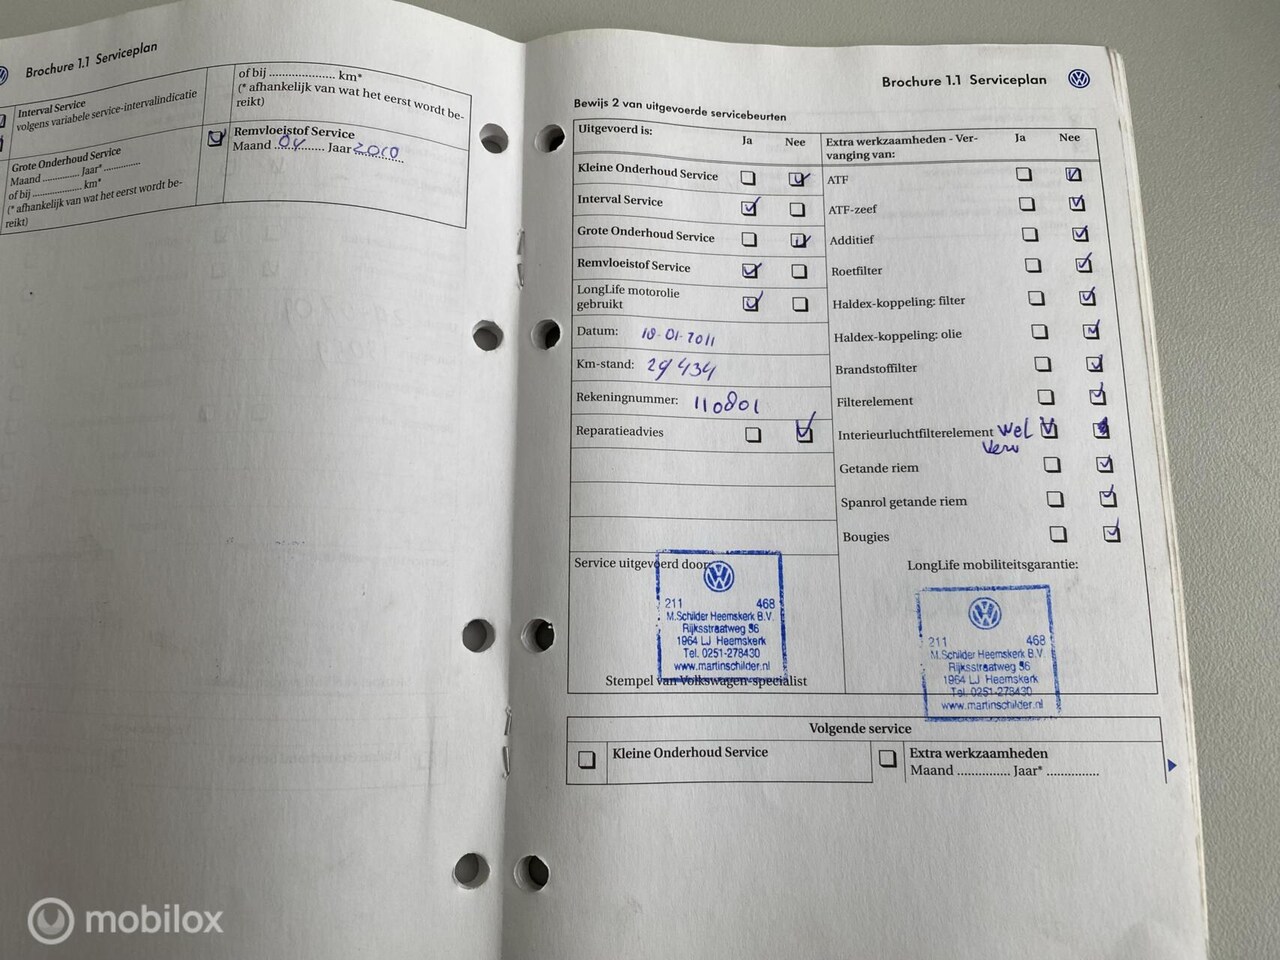 Brochure 1.1 Serviceplan
Interval Service
volgens variabele service-intervalindicatie
Grote Onderhoud Service
Maand .............. Jaar* ..............
of bij .................. km*
(* afhankelijk van wat het eerst wordt be-
reikt)
of bij ...................... km*
(* afhankelijk van wat het eerst wordt be-
reikt)
Remvloeistof Service
Maand 04 Jaar 2010
Brochure 1.1 Serviceplan
Bewijs 2 van uitgevoerde servicebeurten
Uitgevoerd is: Ja Nee
Kleine Onderhoud Service
Interval Service
Grote Onderhoud Service
Remvloeistof Service
LongLife motorolie
gebruikt
Datum: 18-01-2011
Km-stand: 29434
Rekeningnummer: 110801
Reparatieadvies
Service uitgevoerd door:
211 468
M.Schilder Heemskerk B.V.
Rijksstraatweg 56
1964 LJ Heemskerk
Tel. 0251-278430
www.martinschilder.nl
Stempel van Volkswagen-specialist
Extra werkzaamheden - Ver-
vanging van: Ja Nee
ATF
ATF-zeef
Additief
Roetfilter
Haldex-koppeling: filter
Haldex-koppeling: olie
Brandstoffilter
Filterelement
Interieurluchtfilterelement wel
Verv
Getande riem
Spanrol getande riem
Bougies
LongLife mobiliteitsgarantie:
211 468
M.Schilder Heemskerk B.V.
Rijksstraatweg 56
1964 LJ Heemskerk
Tel. 0251-278430
www.martinschilder.nl
Volgende service
Kleine Onderhoud Service
Extra werkzaamheden
Maand .............. Jaar* ..............
mobilox